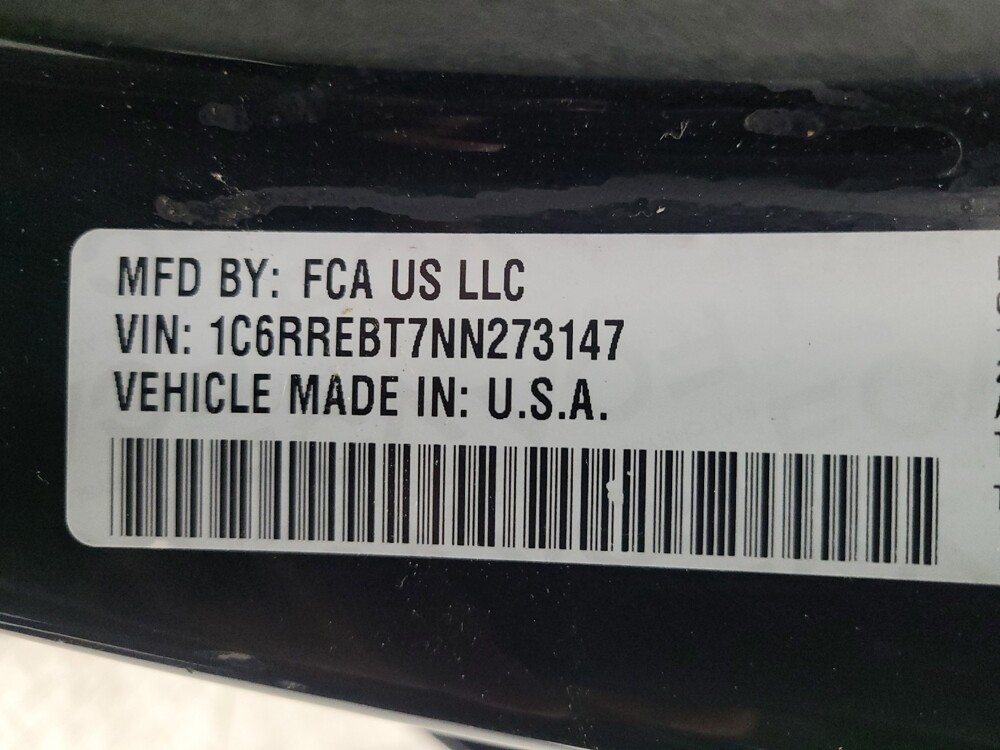 MFD BY: FCA US LLC
VIN: 1C6RREBT7NN273147
VEHICLE MADE IN: U.S.A.